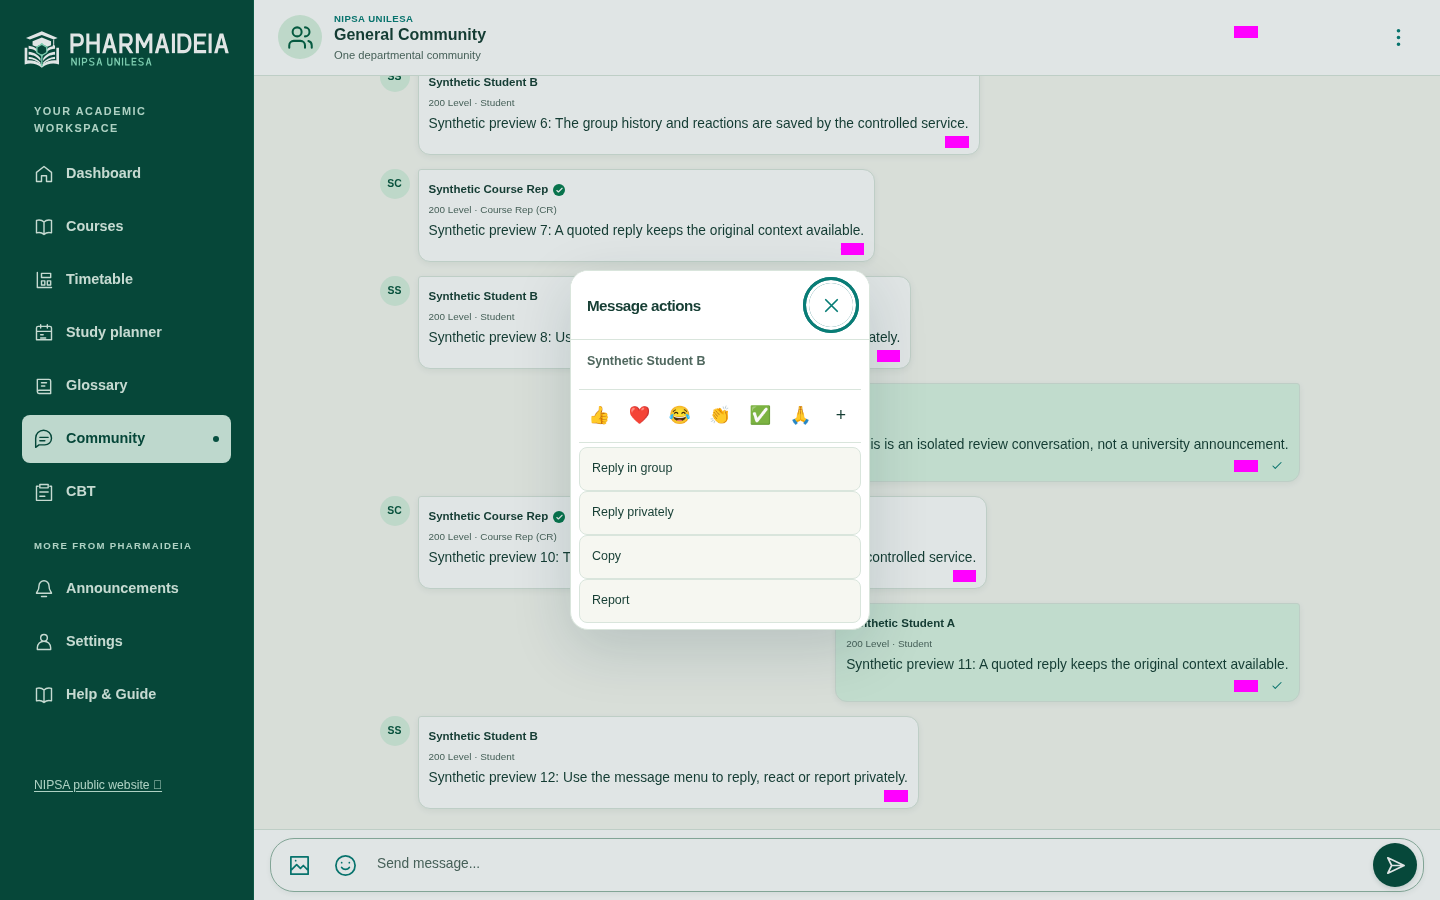 PHARMAIDEIA
NIPSA UNILESA
YOUR ACADEMIC
WORKSPACE
Dashboard
Courses
Timetable
Study planner
Glossary
Community
CBT
MORE FROM PHARMAIDEIA
Announcements
Settings
Help & Guide
NIPSA public website
NIPSA UNILESA
General Community
One departmental community
SS
Synthetic Student B
200 Level · Student
Synthetic preview 6: The group history and reactions are saved by the controlled service.
SC
Synthetic Course Rep
200 Level · Course Rep (CR)
Synthetic preview 7: A quoted reply keeps the original context available.
SS
Synthetic Student B
200 Level · Student
Synthetic preview 8:
is an isolated review conversation, not a university announcement.
SC
Synthetic Course Rep
200 Level · Course Rep (CR)
Synthetic preview 10:
controlled service.
Student A
200 Level · Student
Synthetic preview 11: A quoted reply keeps the original context available.
SS
Synthetic Student B
200 Level · Student
Synthetic preview 12: Use the message menu to reply, react or report privately.
Message actions
Synthetic Student B
+
Reply in group
Reply privately
Copy
Report
Send message...